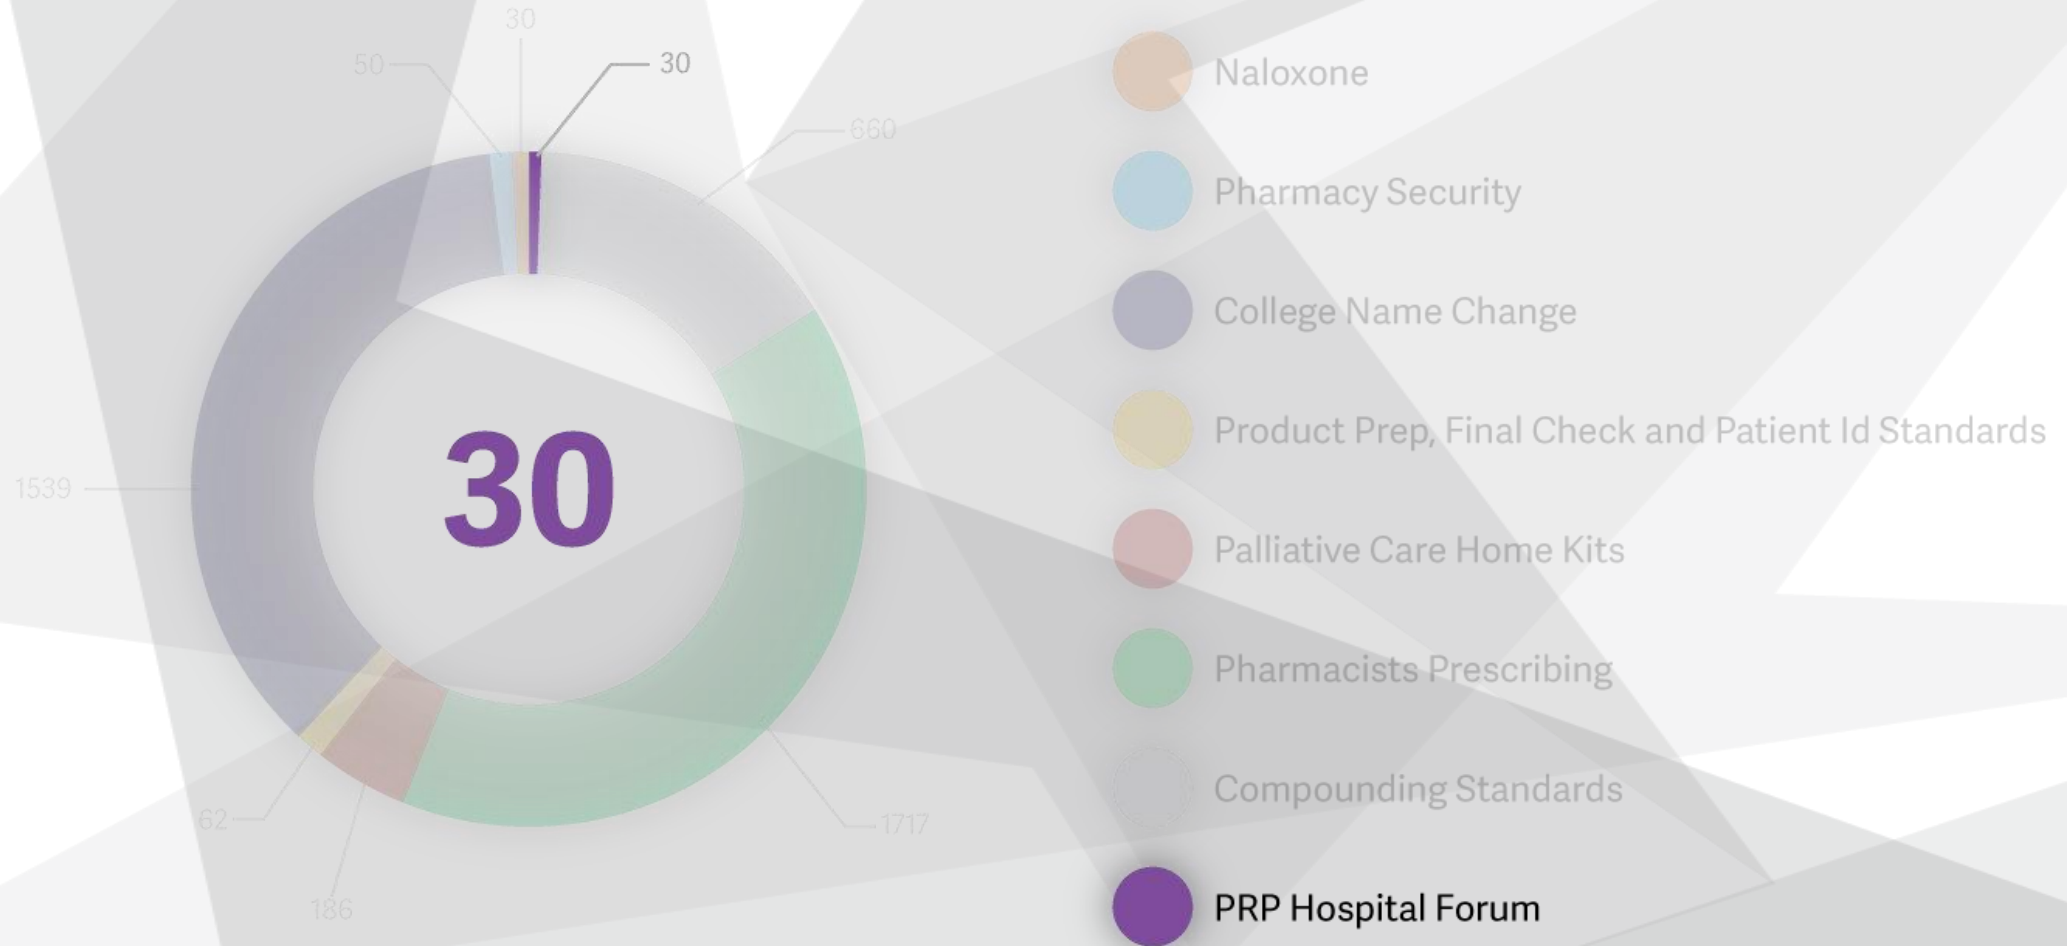 30
50
30
660
1539
30
62
186
1717
Naloxone
Pharmacy Security
College Name Change
Product Prep, Final Check and Patient Id Standards
Palliative Care Home Kits
Pharmacists Prescribing
Compounding Standards
PRP Hospital Forum